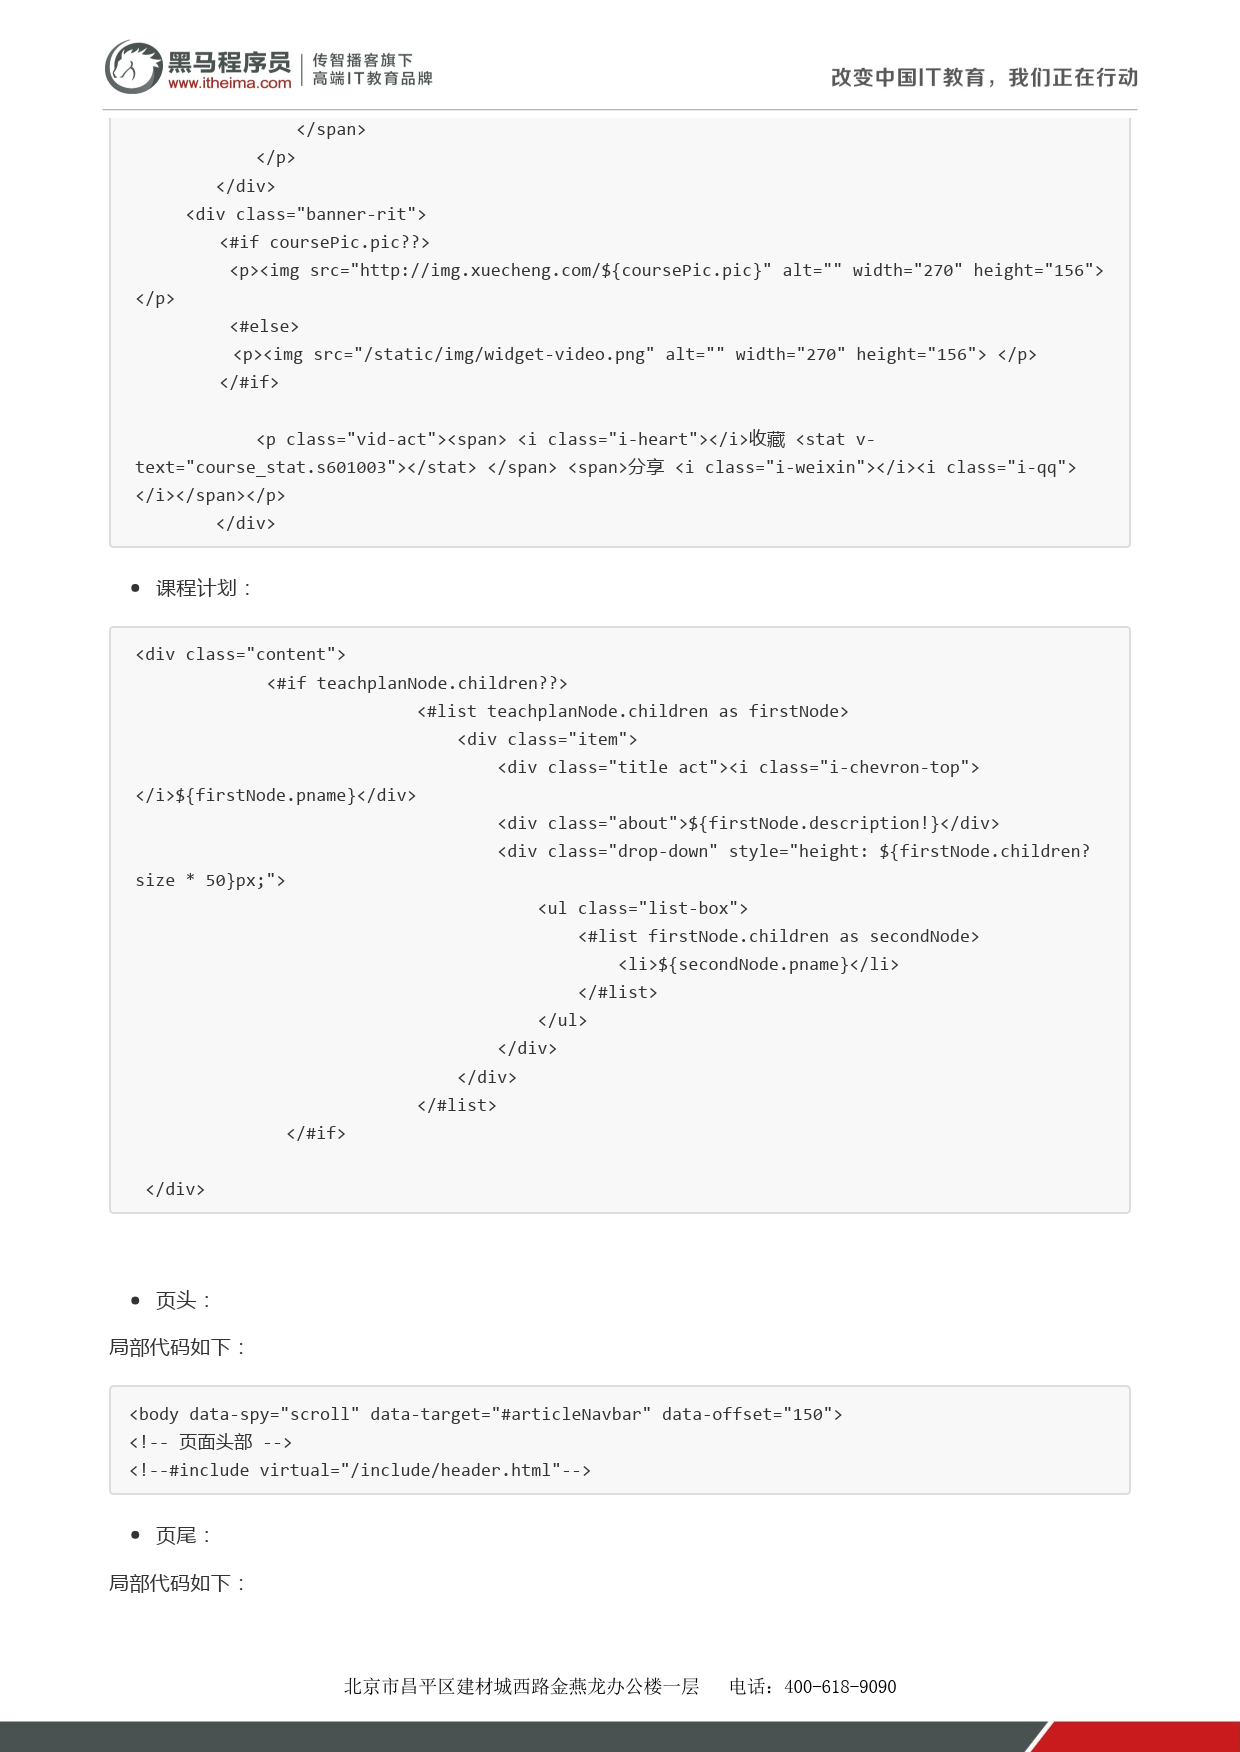 黑马程序员
www.itheima.com
传智播客旗下
高端IT教育品牌
改变中国IT教育，我们正在行动
</span>
</p>
</div>
<div class="banner-rit">
<#if coursePic.pic??>
<p><img src="http://img.xuecheng.com/${coursePic.pic}" alt="" width="270" height="156">
</p>
<#else>
<p><img src="/static/img/widget-video.png" alt="" width="270" height="156"> </p>
</#if>
<p class="vid-act"><span> <i class="i-heart"></i>收藏 <stat v-
text="course_stat.s601003"></stat> </span> <span>分享 <i class="i-weixin"></i><i class="i-qq">
</i></span></p>
</div>
• 课程计划：
<div class="content">
<#if teachplanNode.children??>
<#list teachplanNode.children as firstNode>
<div class="item">
<div class="title act"><i class="i-chevron-top">
</i>${firstNode.pname}</div>
<div class="about">${firstNode.description!}</div>
<div class="drop-down" style="height: ${firstNode.children?
size * 50}px;">
<ul class="list-box">
<#list firstNode.children as secondNode>
<li>${secondNode.pname}</li>
</#list>
</ul>
</div>
</div>
</#list>
</#if>
</div>
• 页头：
局部代码如下：
<body data-spy="scroll" data-target="#articleNavbar" data-offset="150">
<!-- 页面头部 -->
<!--#include virtual="/include/header.html"-->
• 页尾：
局部代码如下：
北京市昌平区建材城西路金燕龙办公楼一层 电话：400-618-9090